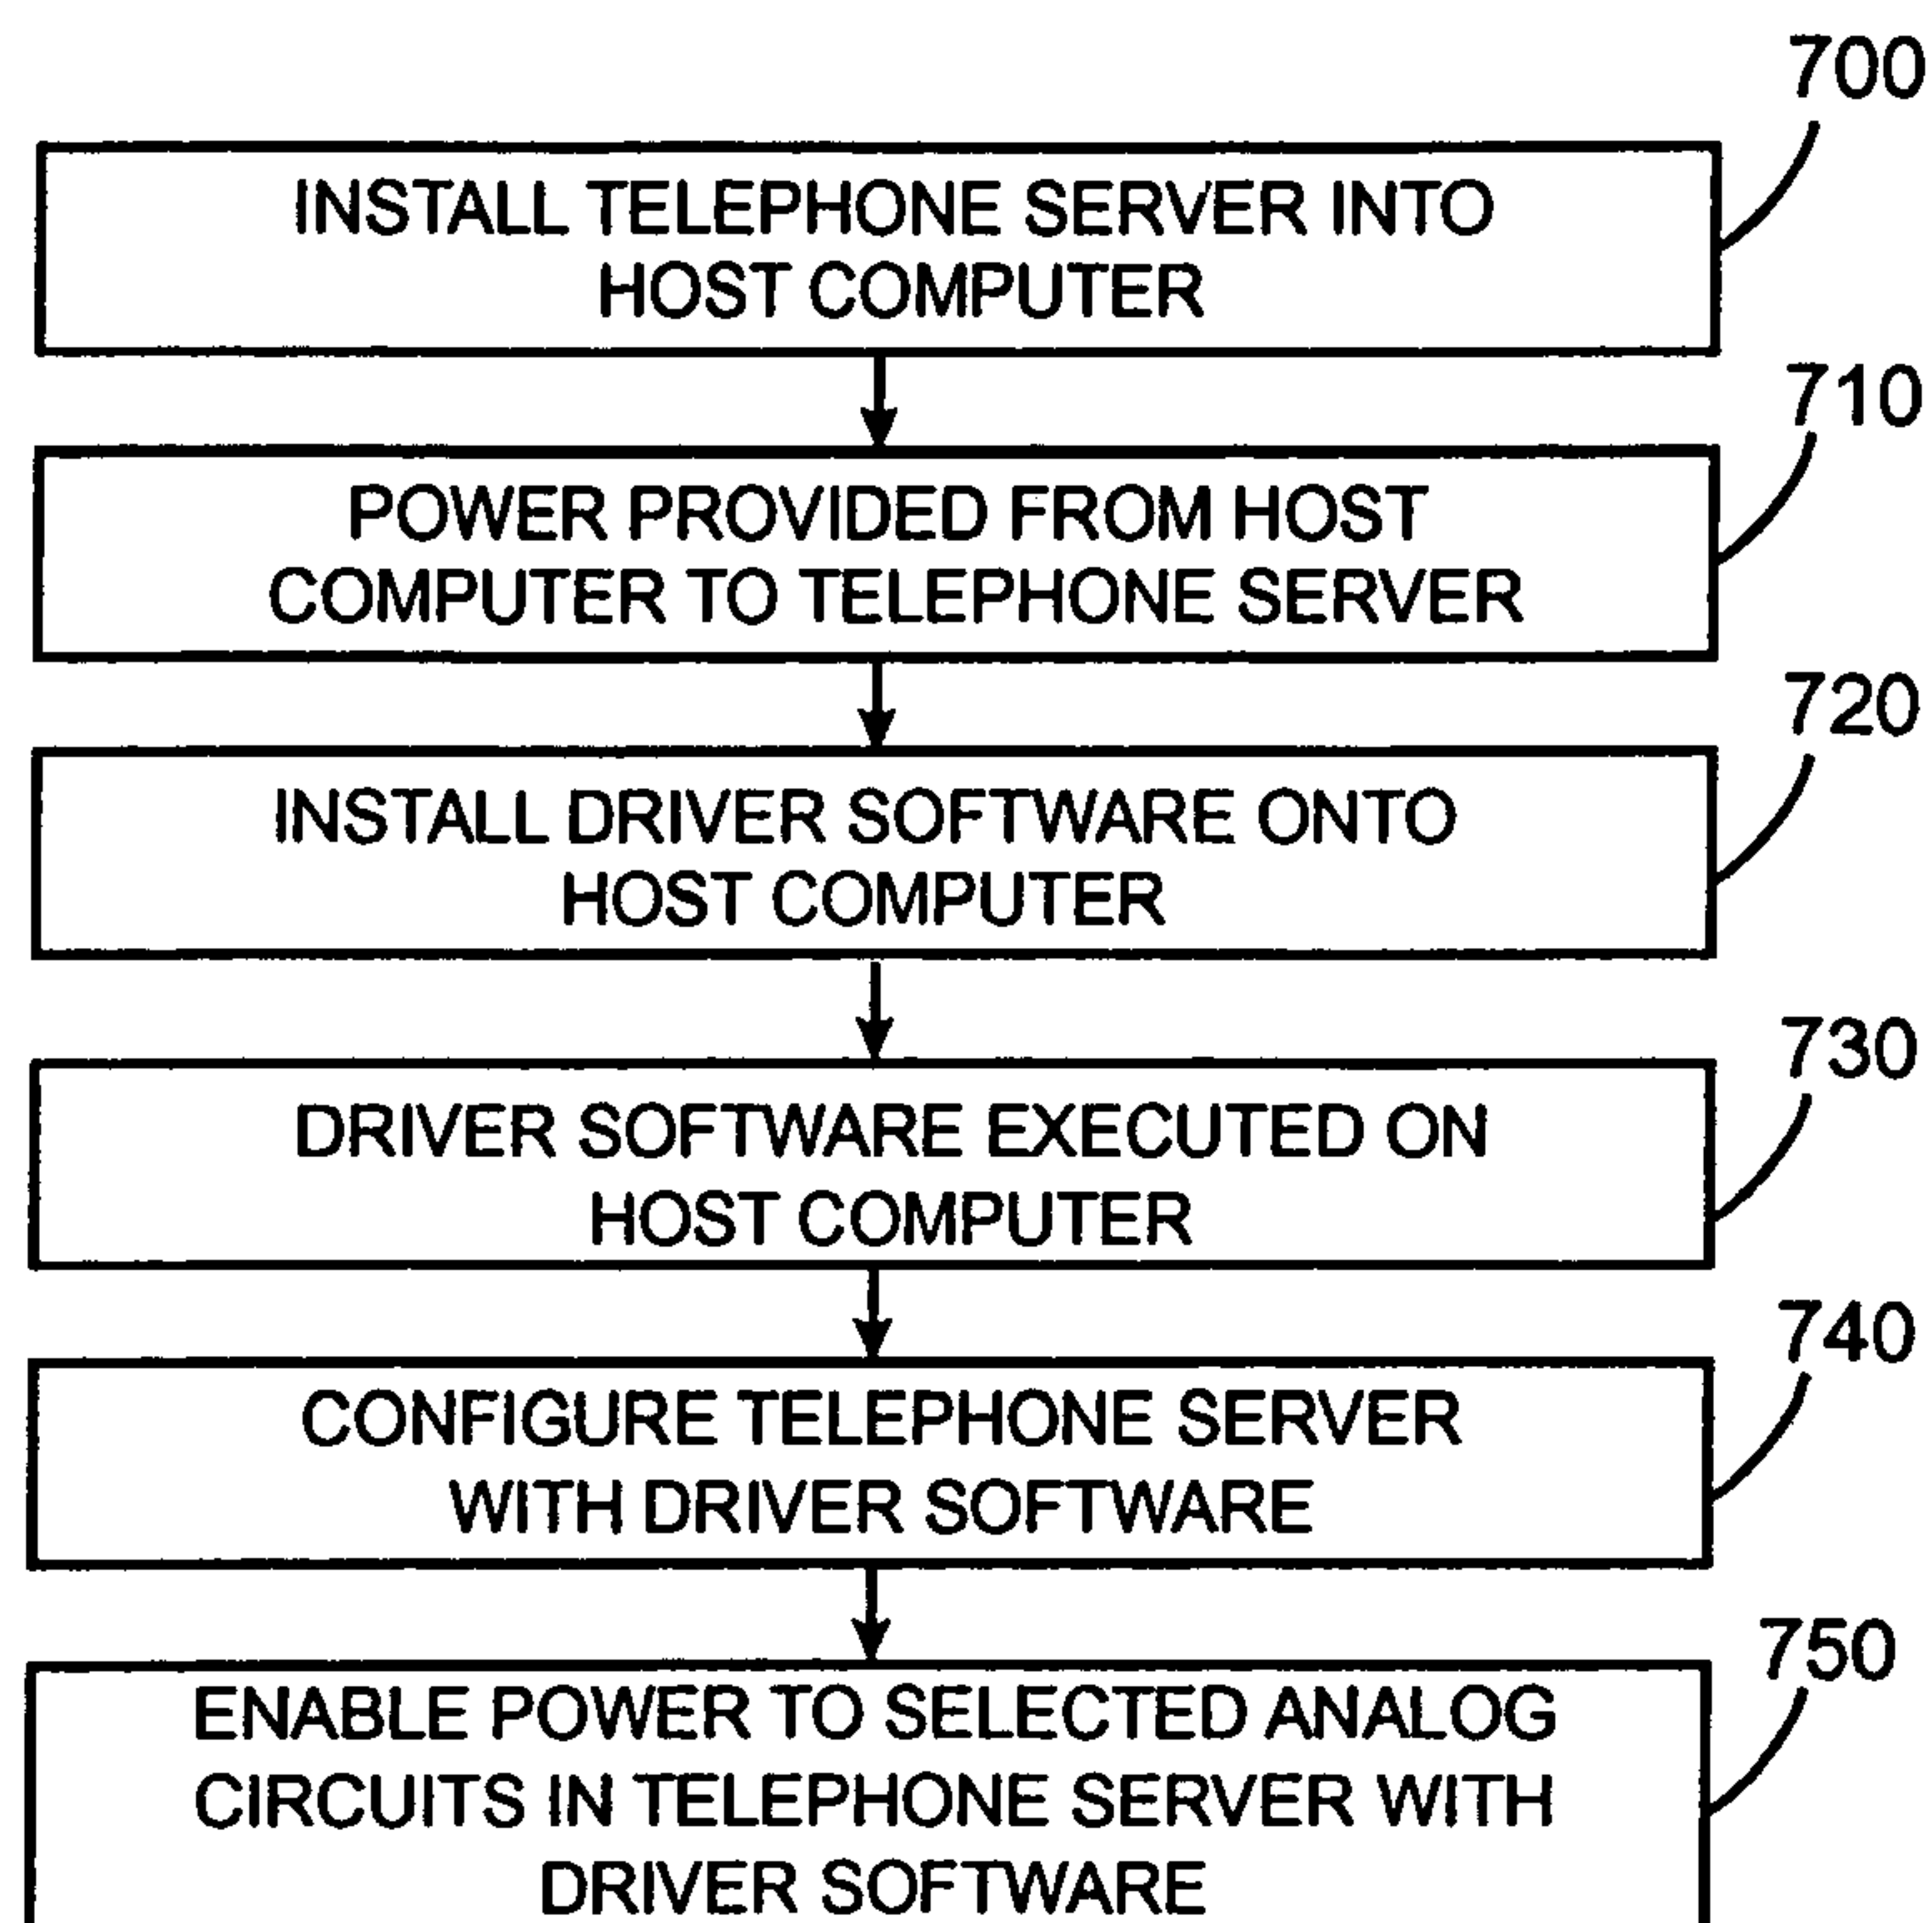 700
INSTALL TELEPHONE SERVER INTO
HOST COMPUTER
710
POWER PROVIDED FROM HOST
COMPUTER TO TELEPHONE SERVER
720
INSTALL DRIVER SOFTWARE ONTO
HOST COMPUTER
730
DRIVER SOFTWARE EXECUTED ON
HOST COMPUTER
740
CONFIGURE TELEPHONE SERVER
WITH DRIVER SOFTWARE
750
ENABLE POWER TO SELECTED ANALOG
CIRCUITS IN TELEPHONE SERVER WITH
DRIVER SOFTWARE